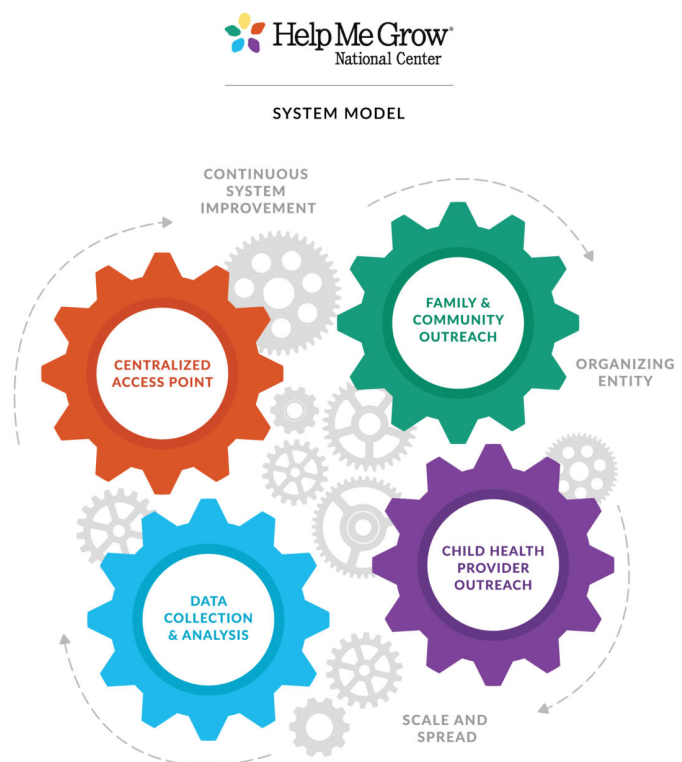 Help Me Grow®
National Center
SYSTEM MODEL
CONTINUOUS
SYSTEM
IMPROVEMENT
FAMILY &
COMMUNITY
OUTREACH
CENTRALIZED
ACCESS POINT
ORGANIZING
ENTITY
CHILD HEALTH
PROVIDER
OUTREACH
DATA
COLLECTION
& ANALYSIS
SCALE AND
SPREAD